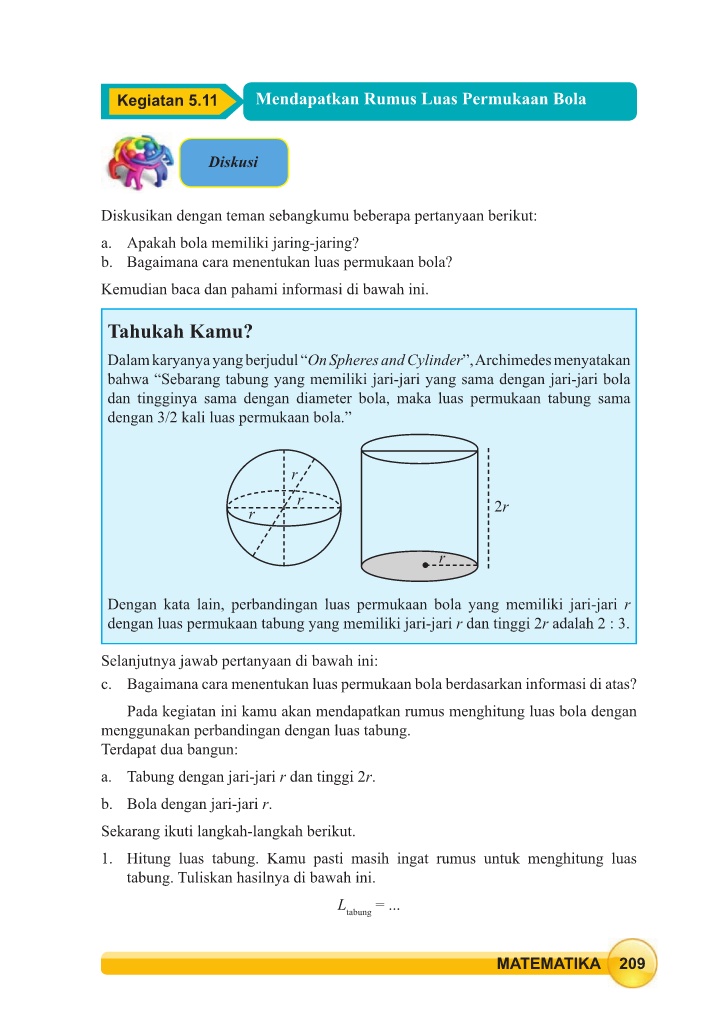 Kegiatan 5.11
Mendapatkan Rumus Luas Permukaan Bola
Diskusi
Diskusikan dengan teman sebangkumu beberapa pertanyaan berikut:
a. Apakah bola memiliki jaring-jaring?
b. Bagaimana cara menentukan luas permukaan bola?
Kemudian baca dan pahami informasi di bawah ini.
Tahukah Kamu?
Dalam karyanya yang berjudul “On Spheres and Cylinder”, Archimedes menyatakan
bahwa “Sebarang tabung yang memiliki jari-jari yang sama dengan jari-jari bola
dan tingginya sama dengan diameter bola, maka luas permukaan tabung sama
dengan 3/2 kali luas permukaan bola.”
r
r
r
2r
r
Dengan kata lain, perbandingan luas permukaan bola yang memiliki jari-jari r
dengan luas permukaan tabung yang memiliki jari-jari r dan tinggi 2r adalah 2 : 3.
Selanjutnya jawab pertanyaan di bawah ini:
c. Bagaimana cara menentukan luas permukaan bola berdasarkan informasi di atas?
Pada kegiatan ini kamu akan mendapatkan rumus menghitung luas bola dengan
menggunakan perbandingan dengan luas tabung.
Terdapat dua bangun:
a. Tabung dengan jari-jari r dan tinggi 2r.
b. Bola dengan jari-jari r.
Sekarang ikuti langkah-langkah berikut.
1. Hitung luas tabung. Kamu pasti masih ingat rumus untuk menghitung luas
tabung. Tuliskan hasilnya di bawah ini.
L tabung = ...
MATEMATIKA 209